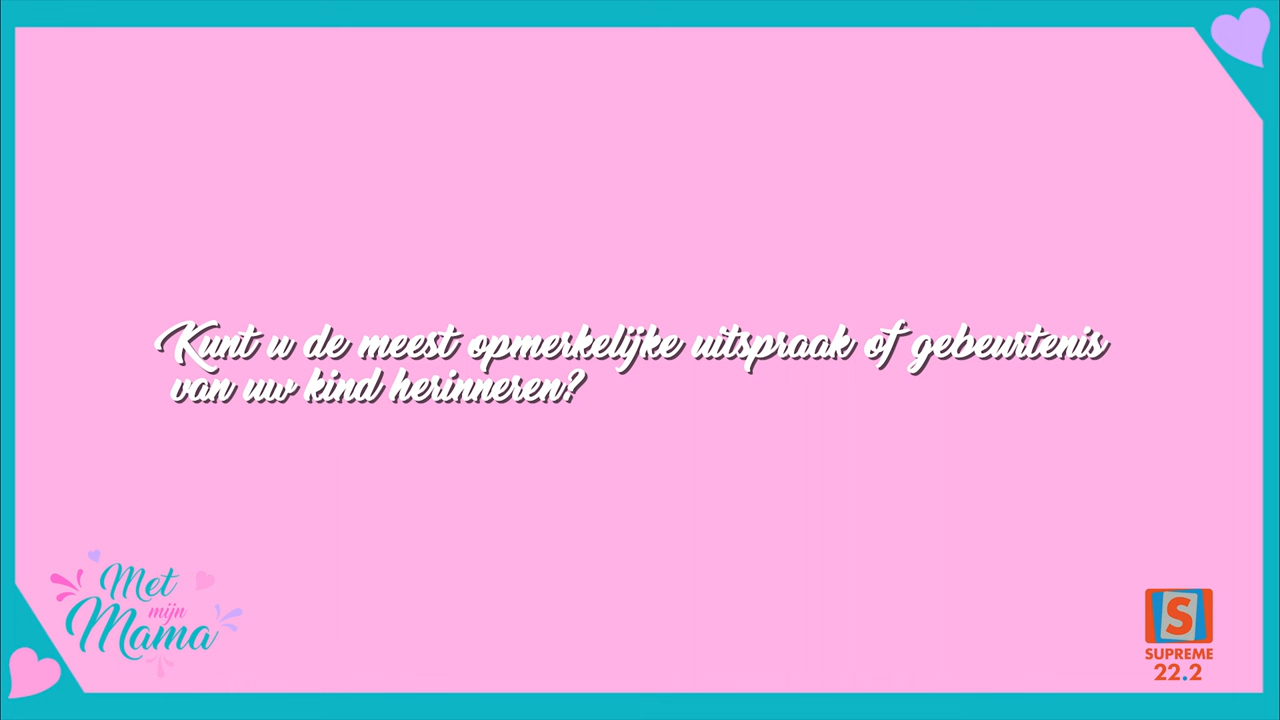 Kunt u de meest opmerkelijke uitspraak of gebeurtenis
van uw kind herinneren?
Met
mijn
Mama
S
SUPREME
22.2